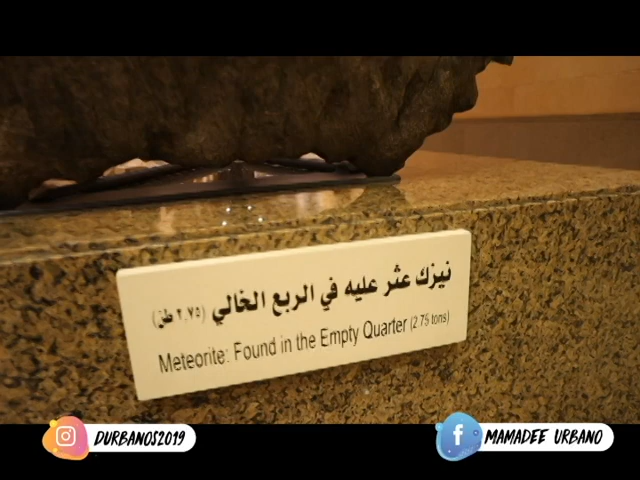 نيزك عثر عليه في الربع الخالي (٢،٧٥ طن)
Meteorite: Found in the Empty Quarter (2 75 tons)
DURBANOS2019
MAMADEE URBANO